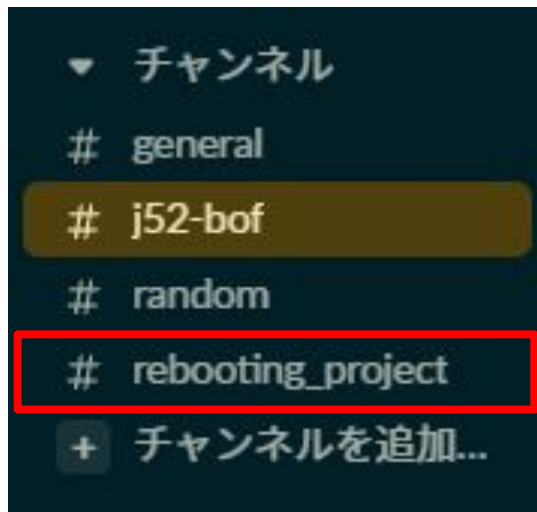 チャンネル
# general
# j52-bof
# random
# rebooting_project
+ チャンネルを追加...